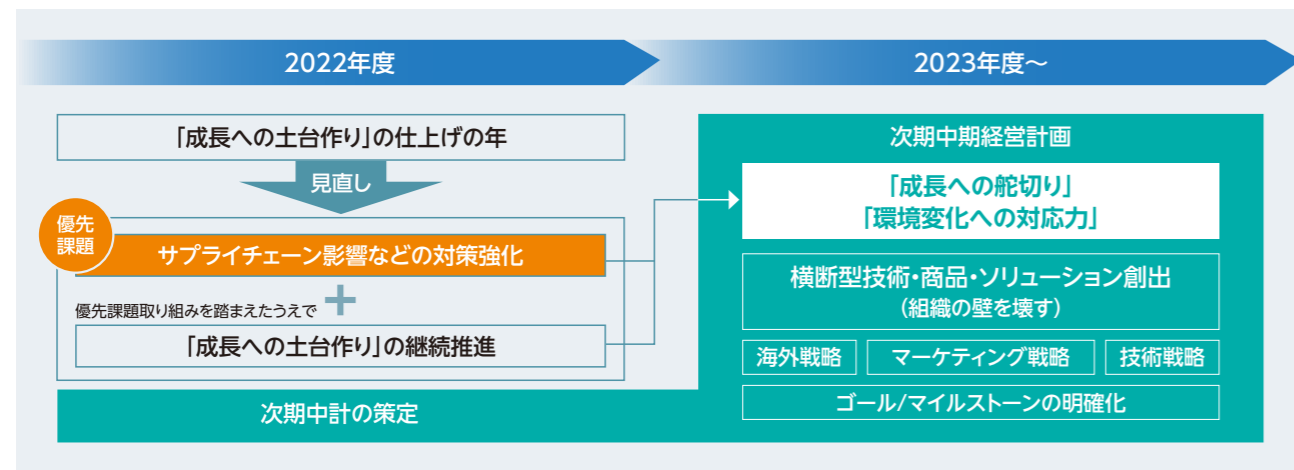 2022年度
2023年度～
「成長への土台作り」の仕上げの年
見直し
優先
課題
サプライチェーン影響などの対策強化
優先課題取り組みを踏まえたうえで
+
「成長への土台作り」の継続推進
次期中計の策定
次期中期経営計画
「成長への舵切り」
「環境変化への対応力」
横断型技術・商品・ソリューション創出
（組織の壁を壊す）
海外戦略
マーケティング戦略
技術戦略
ゴール/マイルストーンの明確化